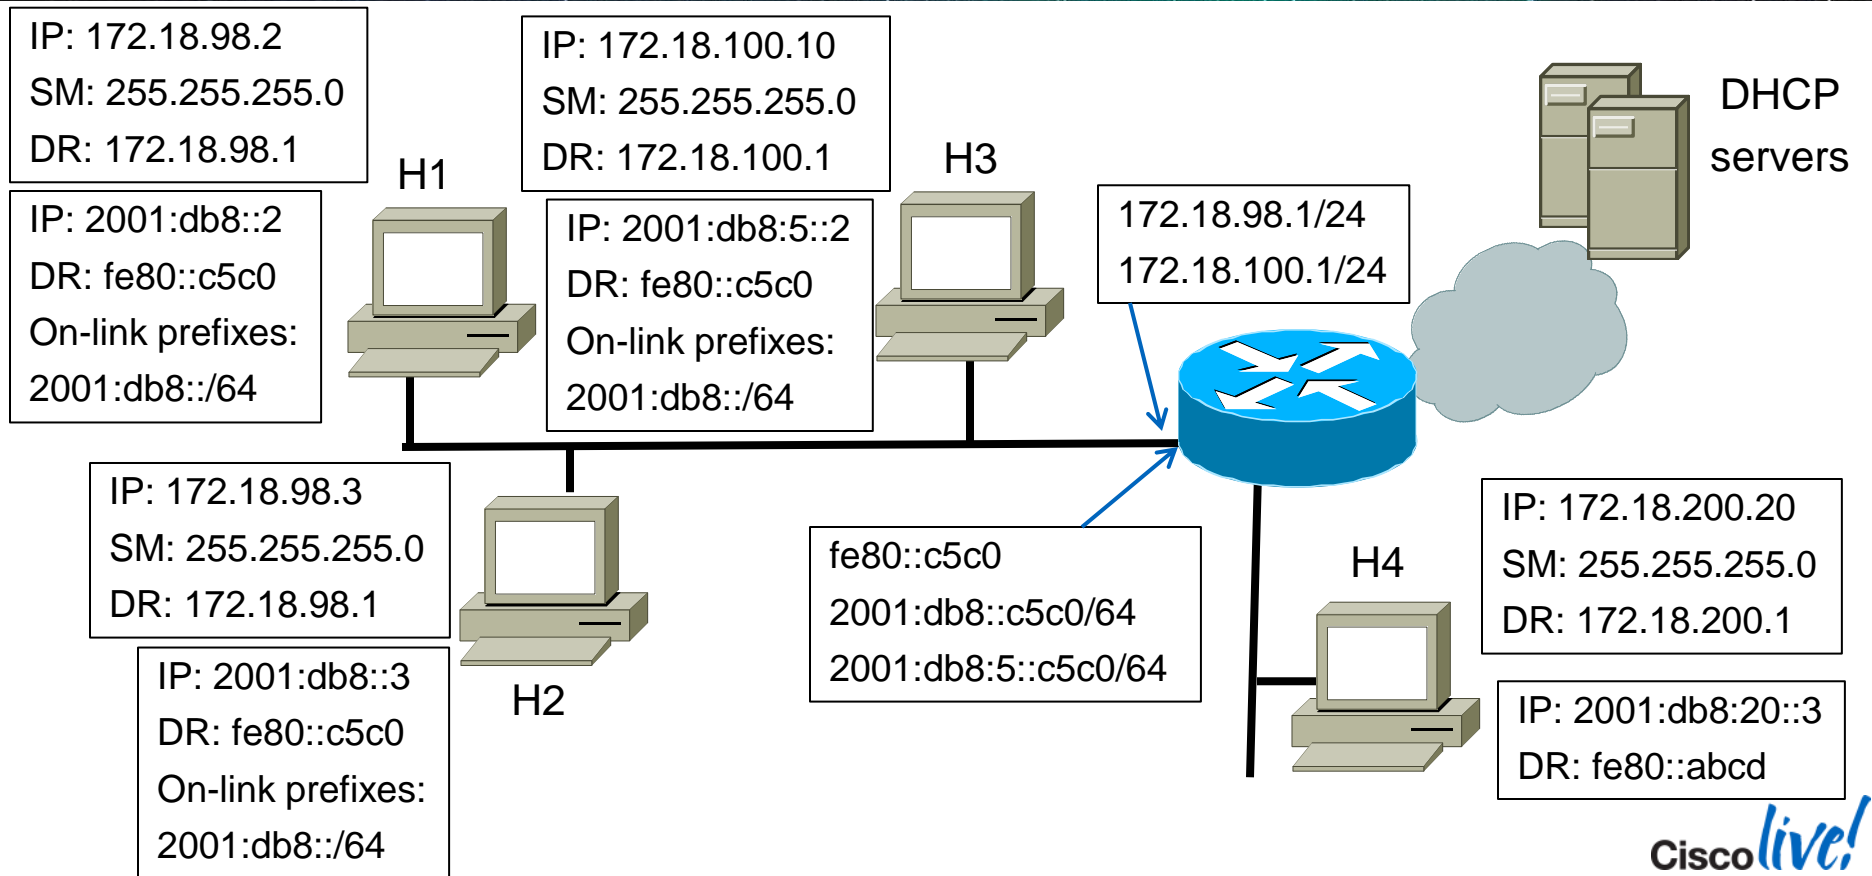 IP: 172.18.98.2
SM: 255.255.255.0
DR: 172.18.98.1
IP: 2001:db8::2
DR: fe80::c5c0
On-link prefixes:
2001:db8::/64
H1
IP: 172.18.100.10
SM: 255.255.255.0
DR: 172.18.100.1
IP: 2001:db8:5::2
DR: fe80::c5c0
On-link prefixes:
2001:db8::/64
H3
172.18.98.1/24
172.18.100.1/24
DHCP
servers
IP: 172.18.98.3
SM: 255.255.255.0
DR: 172.18.98.1
IP: 2001:db8::3
DR: fe80::c5c0
On-link prefixes:
2001:db8::/64
H2
fe80::c5c0
2001:db8::c5c0/64
2001:db8:5::c5c0/64
H4
IP: 172.18.200.20
SM: 255.255.255.0
DR: 172.18.200.1
IP: 2001:db8:20::3
DR: fe80::abcd
Cisco live!